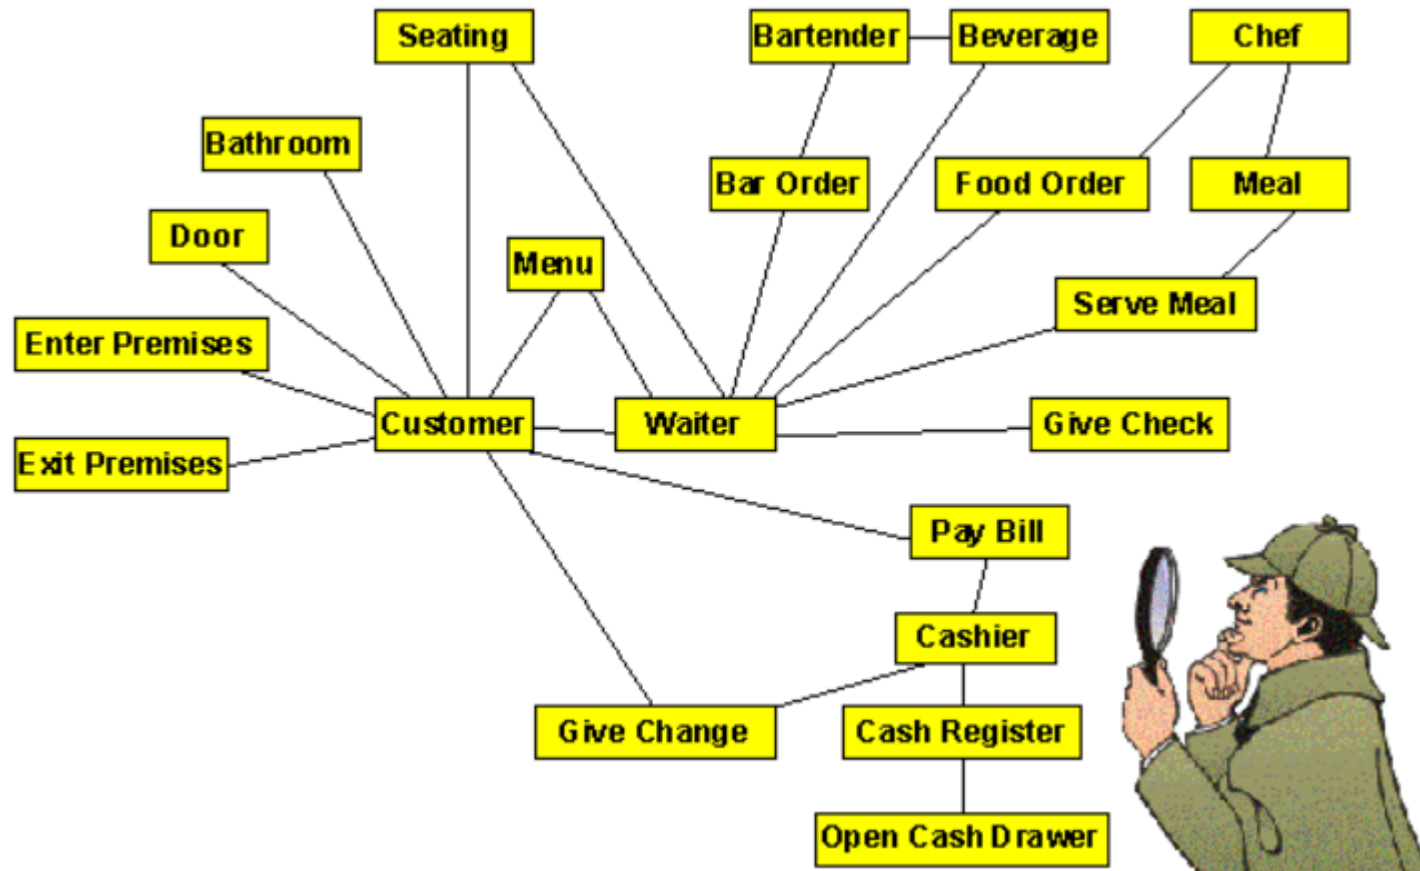 Seating
Bartender
Beverage
Chef
Bathroom
Bar Order
Food Order
Meal
Door
Menu
Serve Meal
Enter Premises
Customer
Waiter
Give Check
Exit Premises
Pay Bill
Cashier
Give Change
Cash Register
Open Cash Drawer